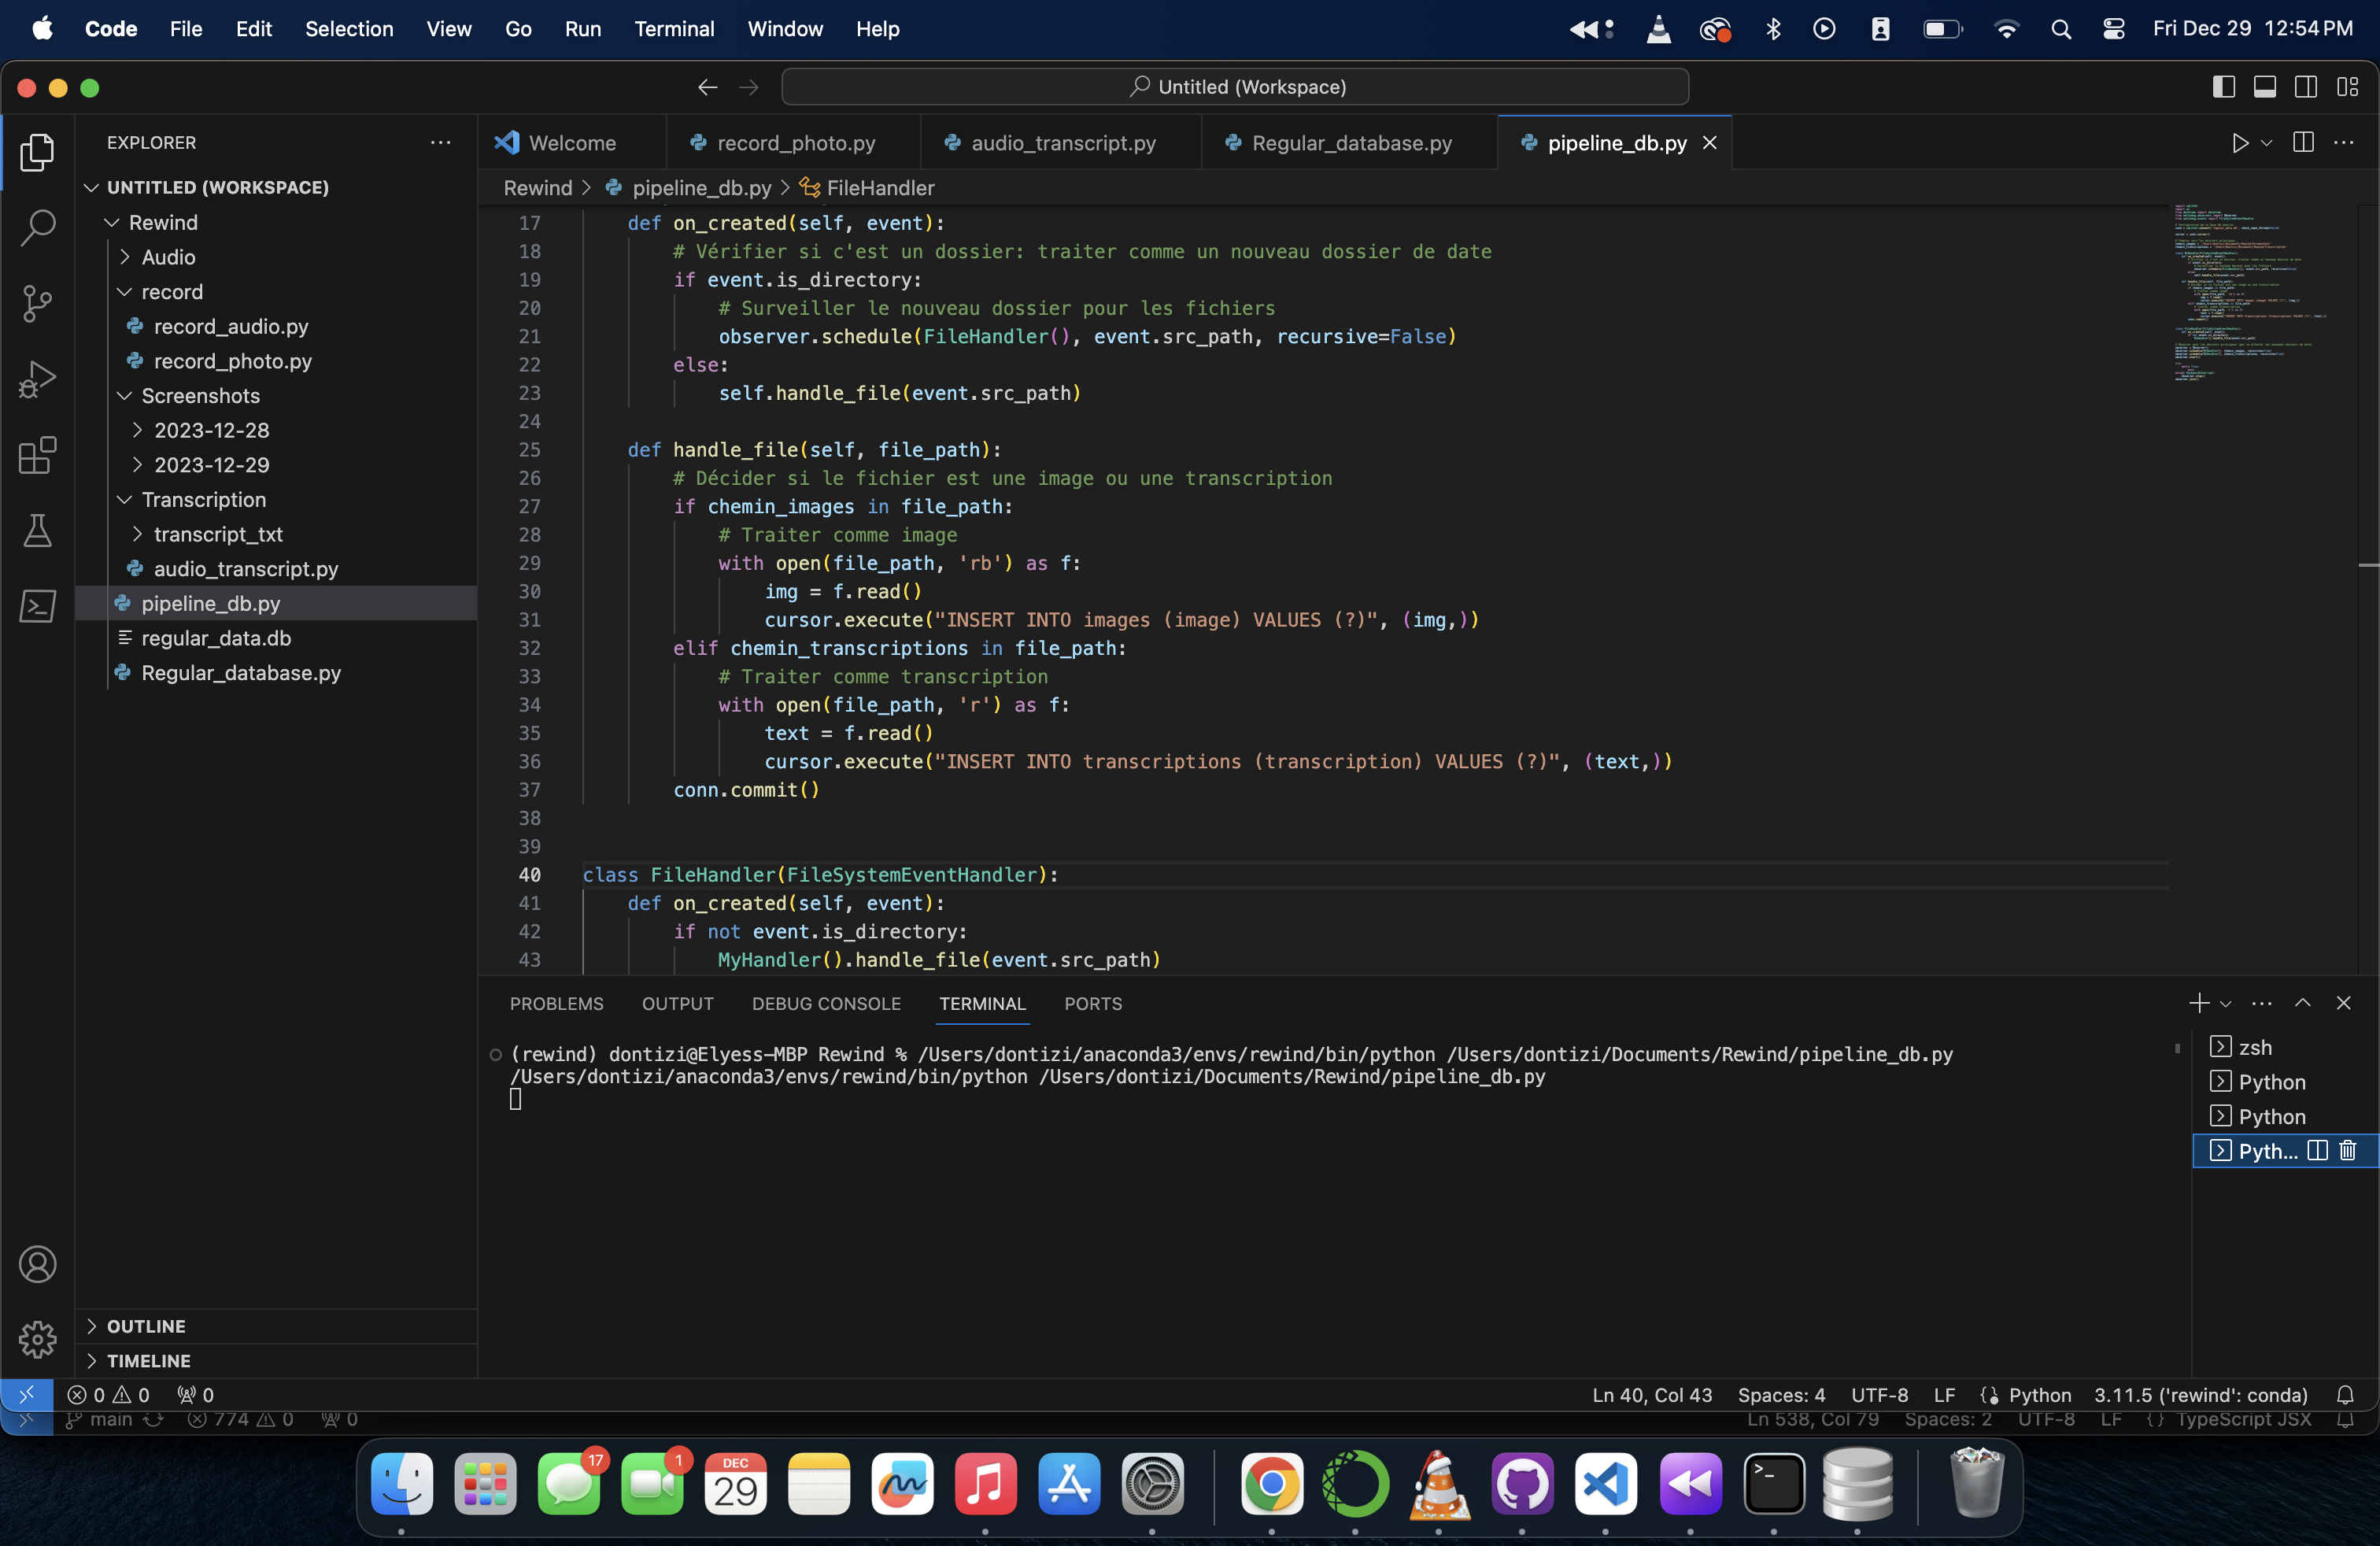 Code File Edit Selection View Go Run Terminal Window Help
Fri Dec 29 12:54 PM
Untitled (Workspace)
EXPLORER
UNTITLED (WORKSPACE)
Rewind
Audio
record
record_audio.py
record_photo.py
Screenshots
2023-12-28
2023-12-29
Transcription
transcript_txt
audio_transcript.py
pipeline_db.py
regular_data.db
Regular_database.py
OUTLINE
TIMELINE
Welcome record_photo.py audio_transcript.py Regular_database.py pipeline_db.py
Rewind > pipeline_db.py > FileHandler
17 def on_created(self, event):
18 # Vérifier si c'est un dossier: traiter comme un nouveau dossier de date
19 if event.is_directory:
20 # Surveiller le nouveau dossier pour les fichiers
21 observer.schedule(FileHandler(), event.src_path, recursive=False)
22 else:
23 self.handle_file(event.src_path)
24
25 def handle_file(self, file_path):
26 # Décider si le fichier est une image ou une transcription
27 if chemin_images in file_path:
28 # Traiter comme image
29 with open(file_path, 'rb') as f:
30 img = f.read()
31 cursor.execute("INSERT INTO images (image) VALUES (?)", (img,))
32 elif chemin_transcriptions in file_path:
33 # Traiter comme transcription
34 with open(file_path, 'r') as f:
35 text = f.read()
36 cursor.execute("INSERT INTO transcriptions (transcription) VALUES (?)", (text,))
37 conn.commit()
38
39
40 class FileHandler(FileSystemEventHandler):
41 def on_created(self, event):
42 if not event.is_directory:
43 MyHandler().handle_file(event.src_path)
PROBLEMS OUTPUT DEBUG CONSOLE TERMINAL PORTS
(rewind) dontizi@Elyess-MBP Rewind % /Users/dontizi/anaconda3/envs/rewind/bin/python /Users/dontizi/Documents/Rewind/pipeline_db.py
/Users/dontizi/anaconda3/envs/rewind/bin/python /Users/dontizi/Documents/Rewind/pipeline_db.py
zsh
Python
Python
Pyth...
0 0 0 Ln 40, Col 43 Spaces: 4 UTF-8 LF Python 3.11.5 ('rewind': conda)
main 774 0 0 Ln 538, Col 79 Spaces: 2 UTF-8 LF {} TypeScript JSX
17 1 DEC
29